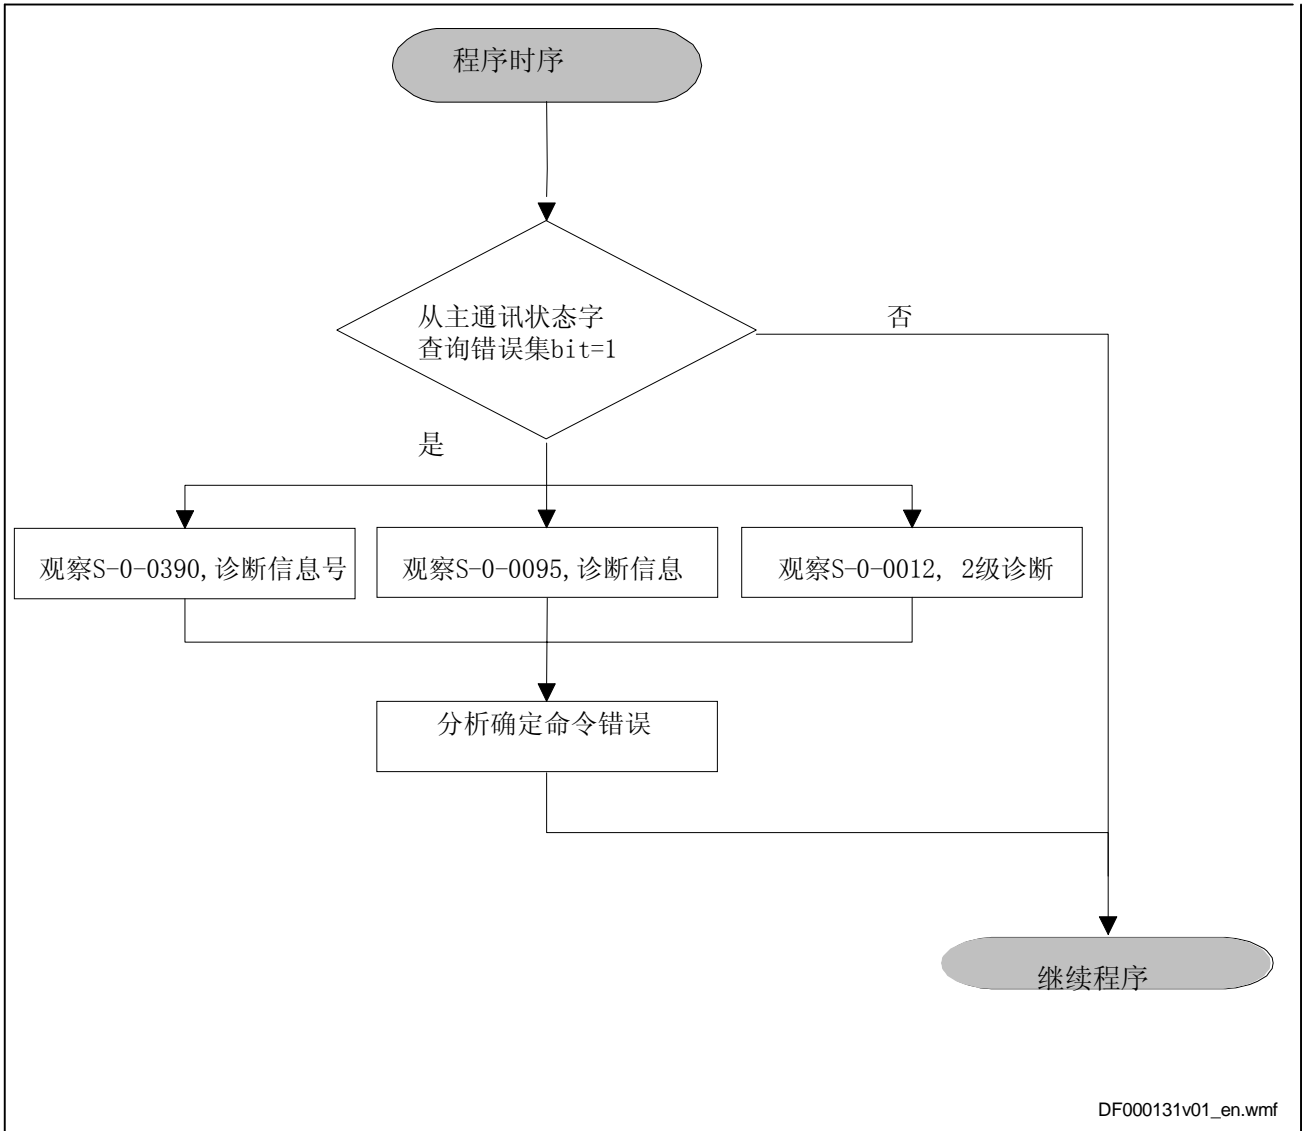 程序时序
从主通讯状态字
查询错误集bit=1
否
是
观察S-0-0390,诊断信息号
观察S-0-0095,诊断信息
观察S-0-0012, 2级诊断
分析确定命令错误
继续程序
DF000131v01_en.wmf